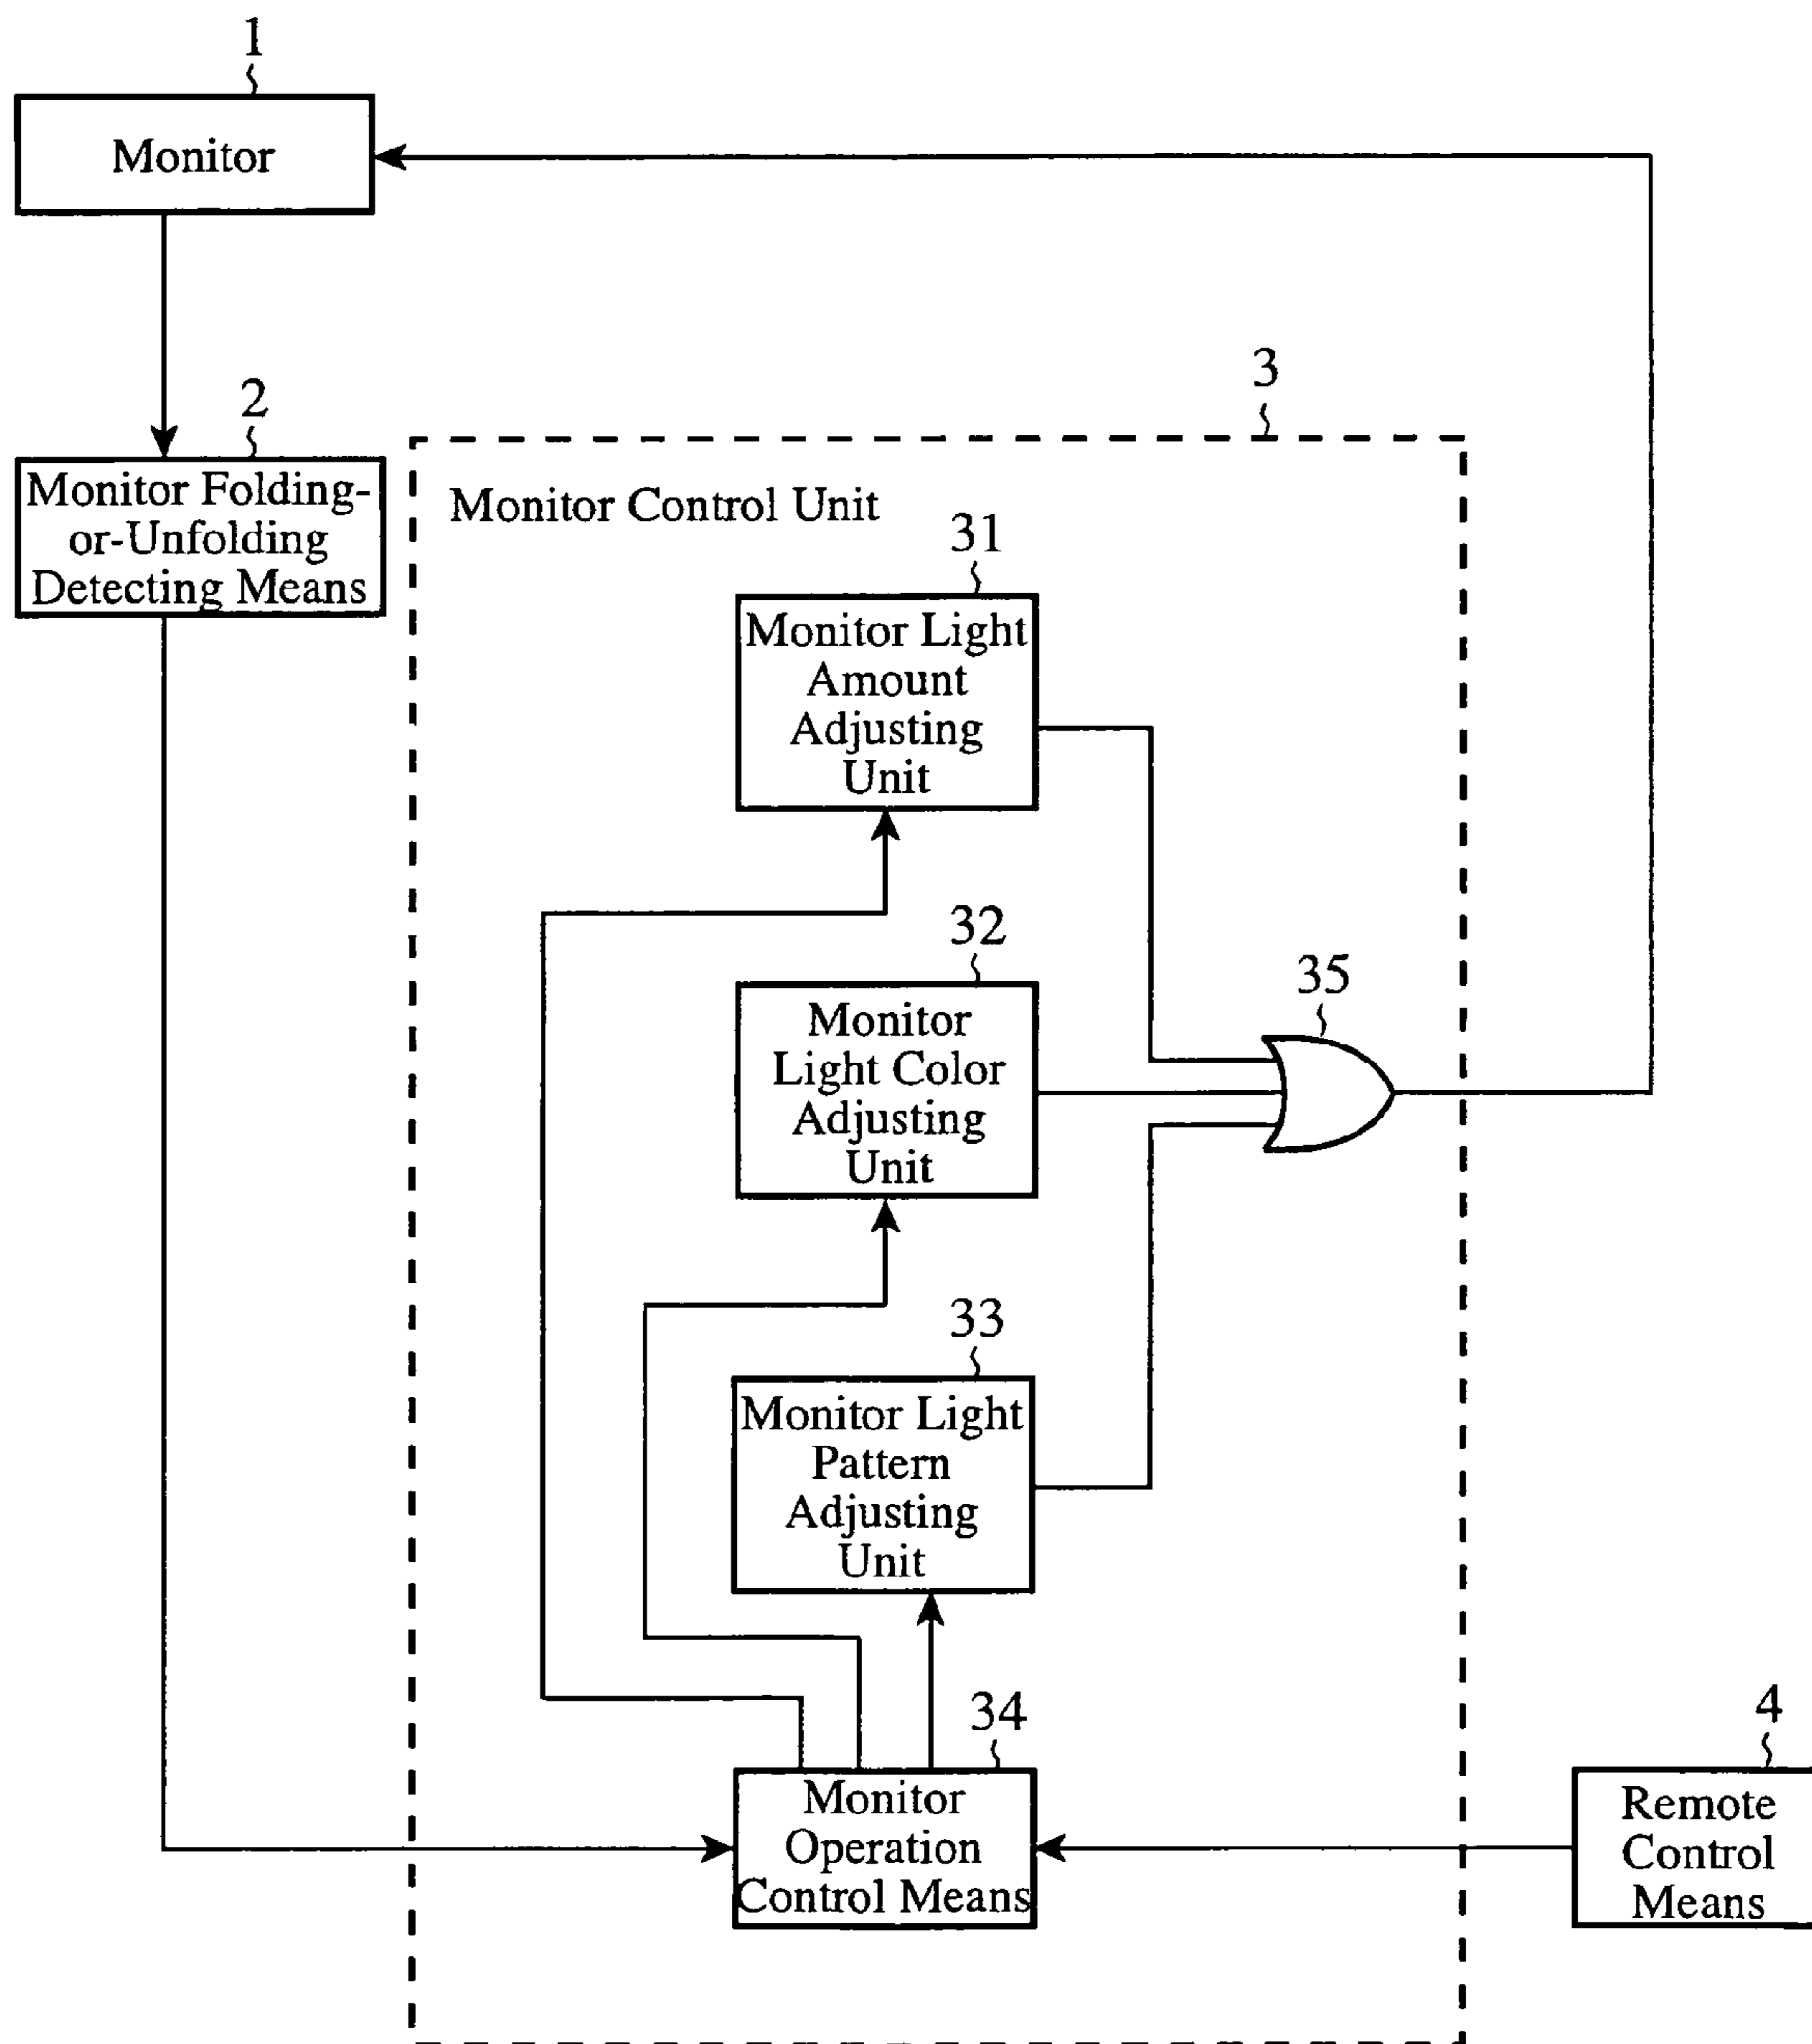 1
Monitor
2
Monitor Folding-
or-Unfolding
Detecting Means
3
Monitor Control Unit
31
Monitor Light
Amount
Adjusting
Unit
32
Monitor
Light Color
Adjusting
Unit
35
33
Monitor Light
Pattern
Adjusting
Unit
34
Monitor
Operation
Control Means
4
Remote
Control
Means